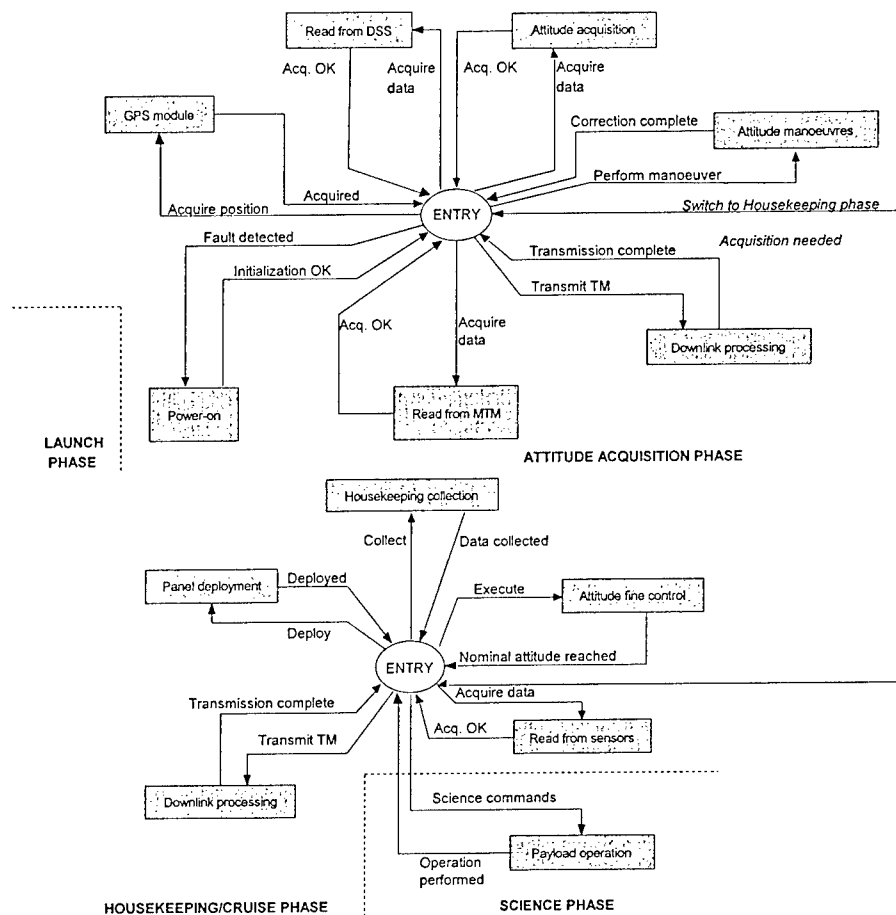 Read from DSS
Attitude acquisition
Acq. OK
Acquire
data
Acq. OK
Acquire
data
GPS module
Correction complete
Attitude manoeuvres
Perform manoeuver
Acquired
Acquire position
ENTRY
Switch to Housekeeping phase
Fault detected
Transmission complete
Acquisition needed
Initialization OK
Transmit TM
Acq. OK
Acquire
data
Downlink processing
Power-on
Read from MTM
LAUNCH
PHASE
ATTITUDE ACQUISITION PHASE
Housekeeping collection
Collect
Data collected
Panel deployment
Deployed
Execute
Attitude fine control
Deploy
Nominal attitude reached
ENTRY
Transmission complete
Acquire data
Transmit TM
Acq. OK
Read from sensors
Downlink processing
Science commands
Operation
performed
Payload operation
HOUSEKEEPING/CRUISE PHASE
SCIENCE PHASE